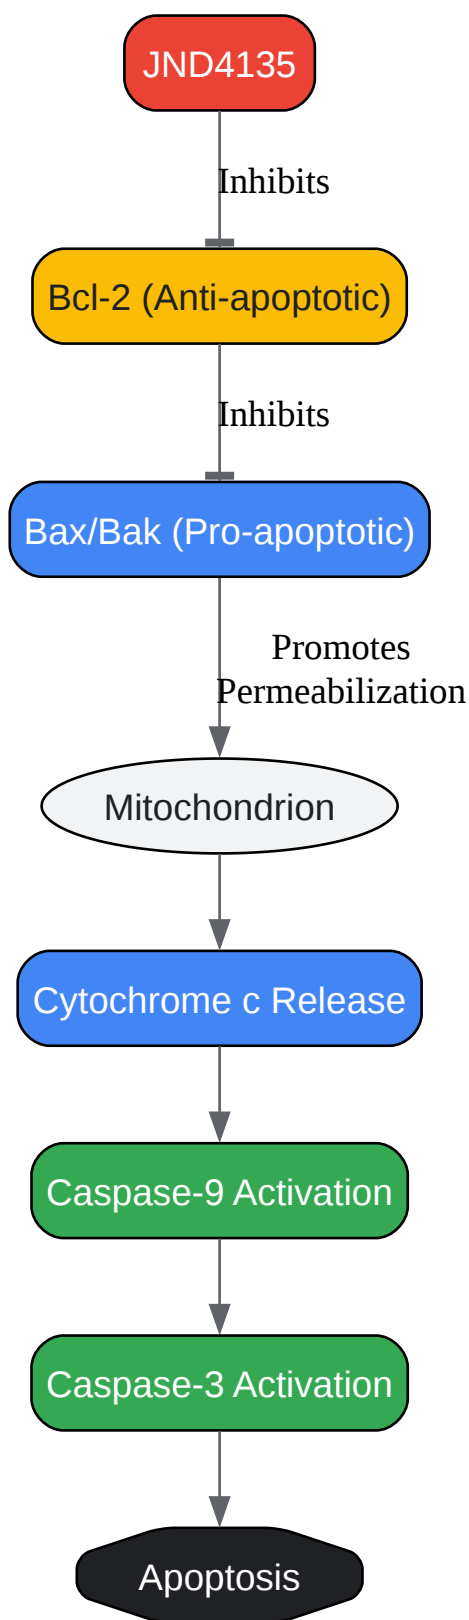 JND4135
Inhibits
Bcl-2 (Anti-apoptotic)
Inhibits
Bax/Bak (Pro-apoptotic)
Promotes
Permeabilization
Mitochondrion
Cytochrome c Release
Caspase-9 Activation
Caspase-3 Activation
Apoptosis